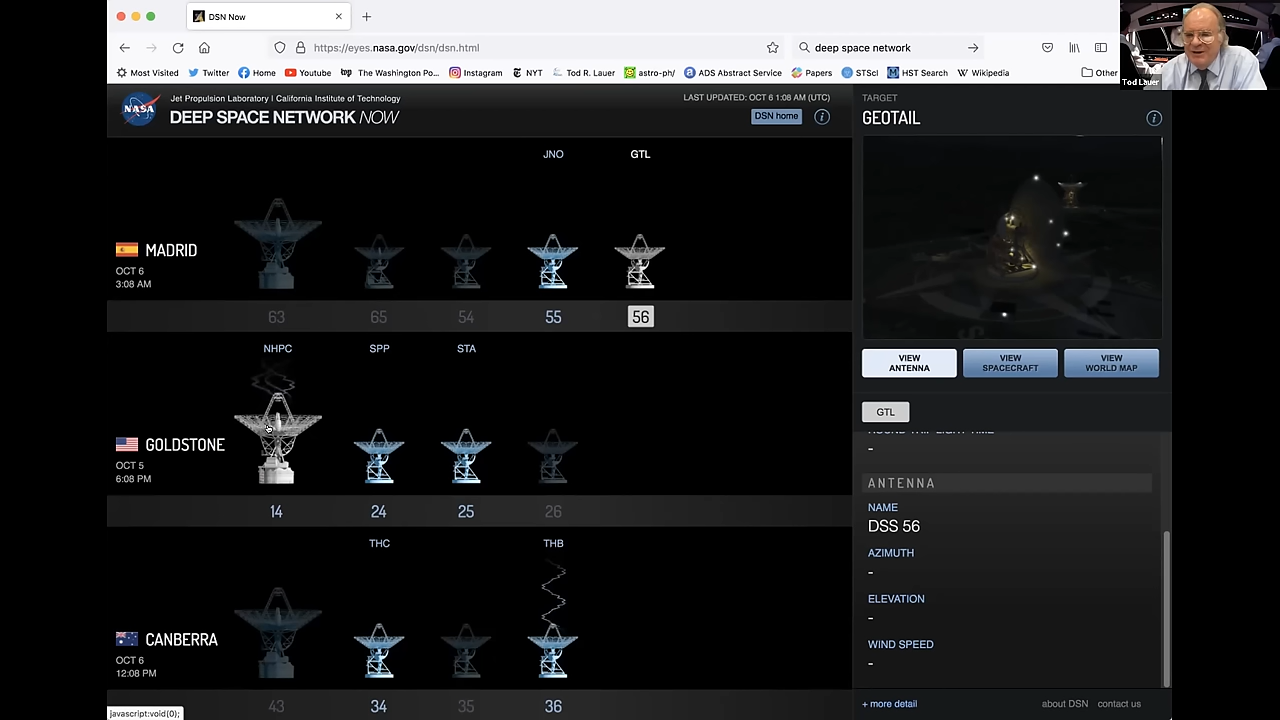 DSN Now
https://eyes.nasa.gov/dsn/dsn.html
deep space network
Most Visited
Twitter
Home
Youtube
wp The Washington Po...
Instagram
NYT
Tod R. Lauer
astro-ph/
ADS Abstract Service
Papers
STScI
HST Search
W Wikipedia
Other
Tod Lauer
NASA
Jet Propulsion Laboratory | California Institute of Technology
DEEP SPACE NETWORK NOW
LAST UPDATED: OCT 6 1:08 AM (UTC)
DSN home
JNO
GTL
MADRID
OCT 6
3:08 AM
63
65
54
55
56
NHPC
SPP
STA
GOLDSTONE
OCT 5
6:08 PM
14
24
25
26
THC
THB
CANBERRA
OCT 6
12:08 PM
43
34
35
36
javascript:void(0);
TARGET
GEOTAIL
VIEW
ANTENNA
VIEW
SPACECRAFT
VIEW
WORLD MAP
GTL
-
ANTENNA
NAME
DSS 56
AZIMUTH
-
ELEVATION
-
WIND SPEED
-
+ more detail
about DSN
contact us